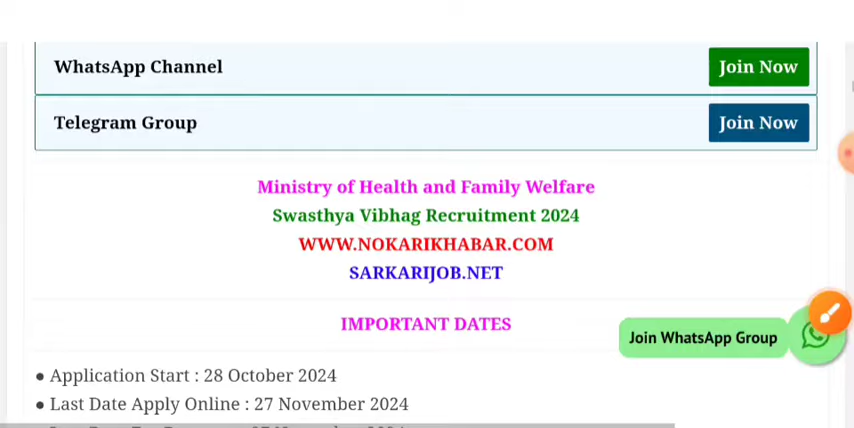 WhatsApp Channel
Join Now
Telegram Group
Join Now
Ministry of Health and Family Welfare
Swasthya Vibhag Recruitment 2024
WWW.NOKARIKHABAR.COM
SARKARIJOB.NET
IMPORTANT DATES
Join WhatsApp Group
● Application Start : 28 October 2024
● Last Date Apply Online : 27 November 2024